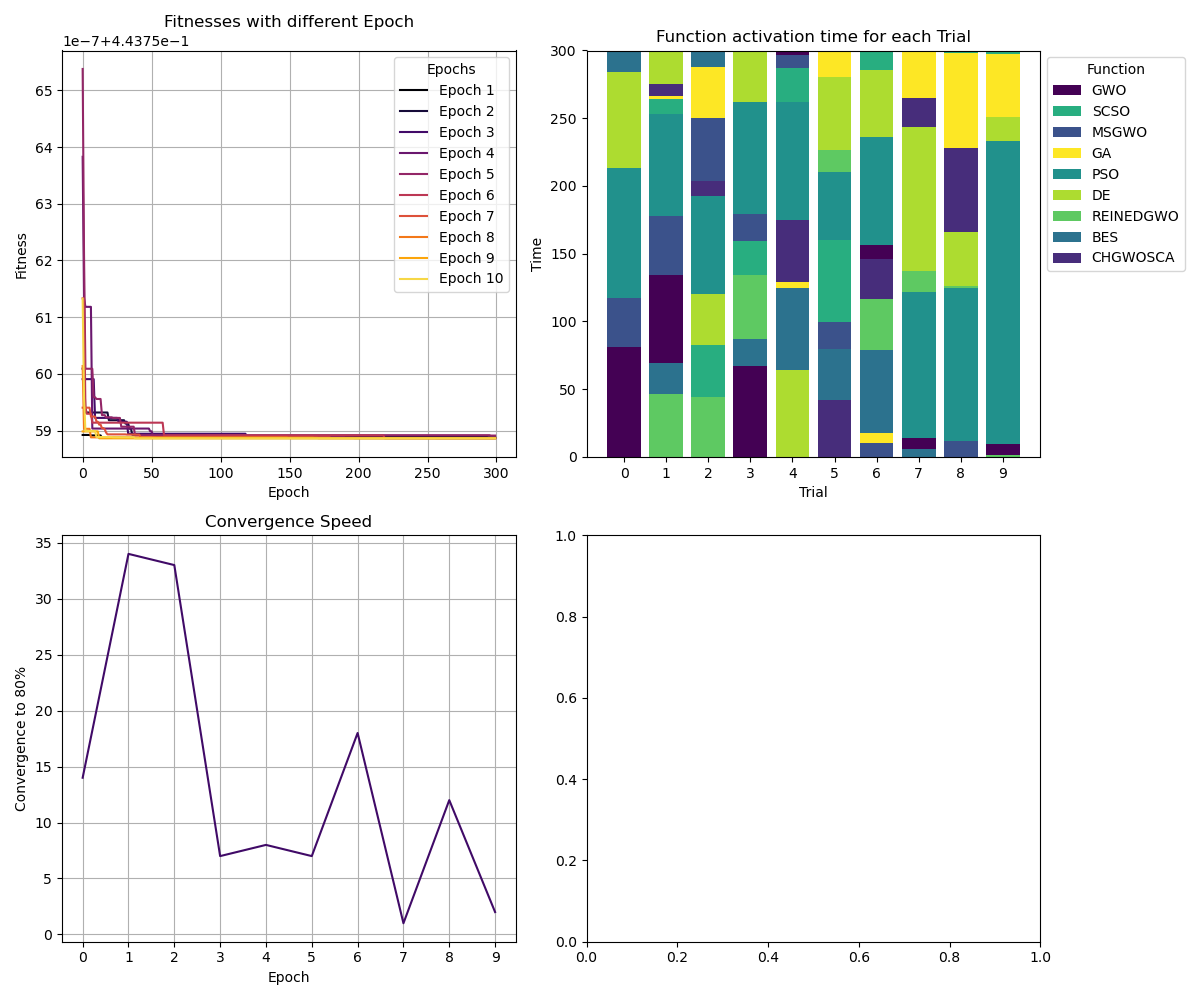 Fitnesses with different Epoch
1e−7+4.4375e−1
65
64
63
62
61
60
59
Fitness
0
50
100
150
200
250
300
Epoch
Epochs
Epoch 1
Epoch 2
Epoch 3
Epoch 4
Epoch 5
Epoch 6
Epoch 7
Epoch 8
Epoch 9
Epoch 10
Function activation time for each Trial
300
250
200
150
100
50
0
Time
0
1
2
3
4
5
6
7
8
9
Trial
Function
GWO
SCSO
MSGWO
GA
PSO
DE
REINEDGWO
BES
CHGWOSCA
Convergence Speed
35
30
25
20
15
10
5
0
Convergence to 80%
0
1
2
3
4
5
6
7
8
9
Epoch
1.0
0.8
0.6
0.4
0.2
0.0
0.0
0.2
0.4
0.6
0.8
1.0